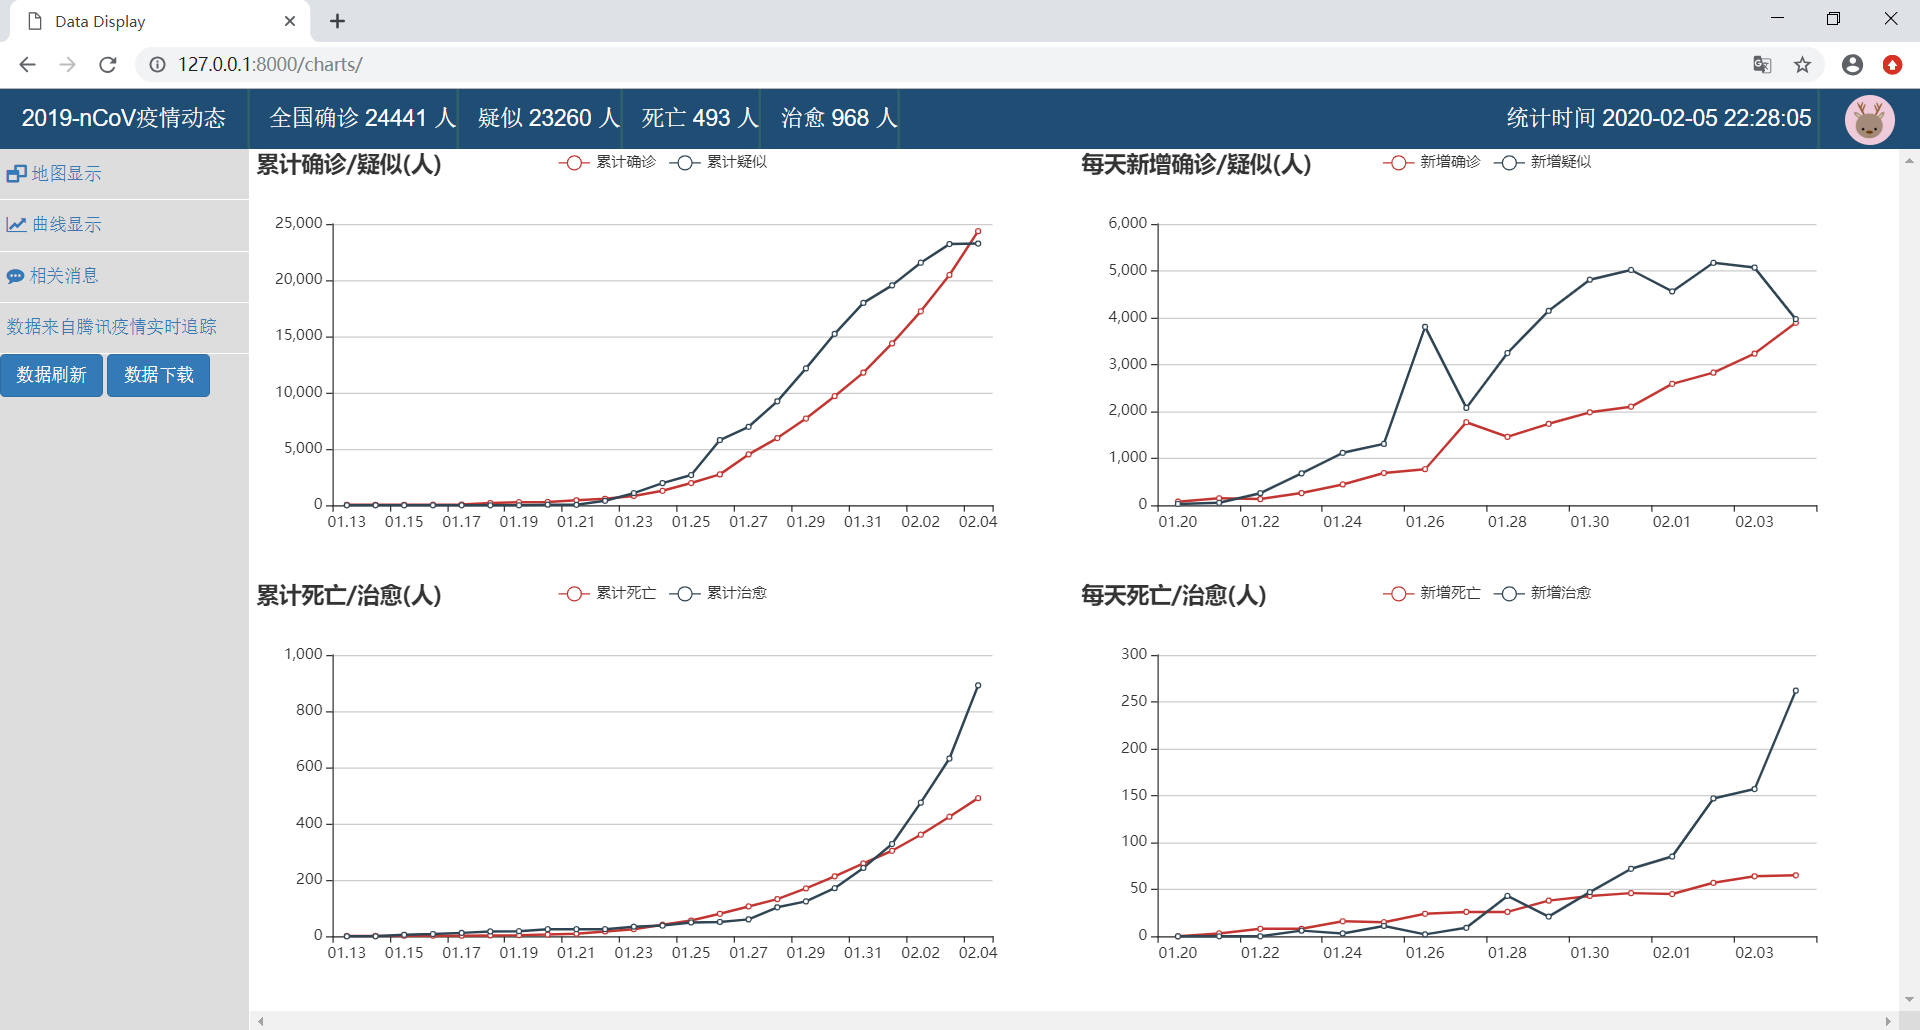 Data Display
127.0.0.1:8000/charts/
2019-nCoV疫情动态 全国确诊 24441 人 疑似 23260 人 死亡 493 人 治愈 968 人 统计时间 2020-02-05 22:28:05
地图显示
曲线显示
相关消息
数据来自腾讯疫情实时追踪
数据刷新 数据下载
累计确诊/疑似(人) 累计确诊 累计疑似
25,000
20,000
15,000
10,000
5,000
0
01.13 01.15 01.17 01.19 01.21 01.23 01.25 01.27 01.29 01.31 02.02 02.04
每天新增确诊/疑似(人) 新增确诊 新增疑似
6,000
5,000
4,000
3,000
2,000
1,000
0
01.20 01.22 01.24 01.26 01.28 01.30 02.01 02.03
累计死亡/治愈(人) 累计死亡 累计治愈
1,000
800
600
400
200
0
01.13 01.15 01.17 01.19 01.21 01.23 01.25 01.27 01.29 01.31 02.02 02.04
每天死亡/治愈(人) 新增死亡 新增治愈
300
250
200
150
100
50
0
01.20 01.22 01.24 01.26 01.28 01.30 02.01 02.03